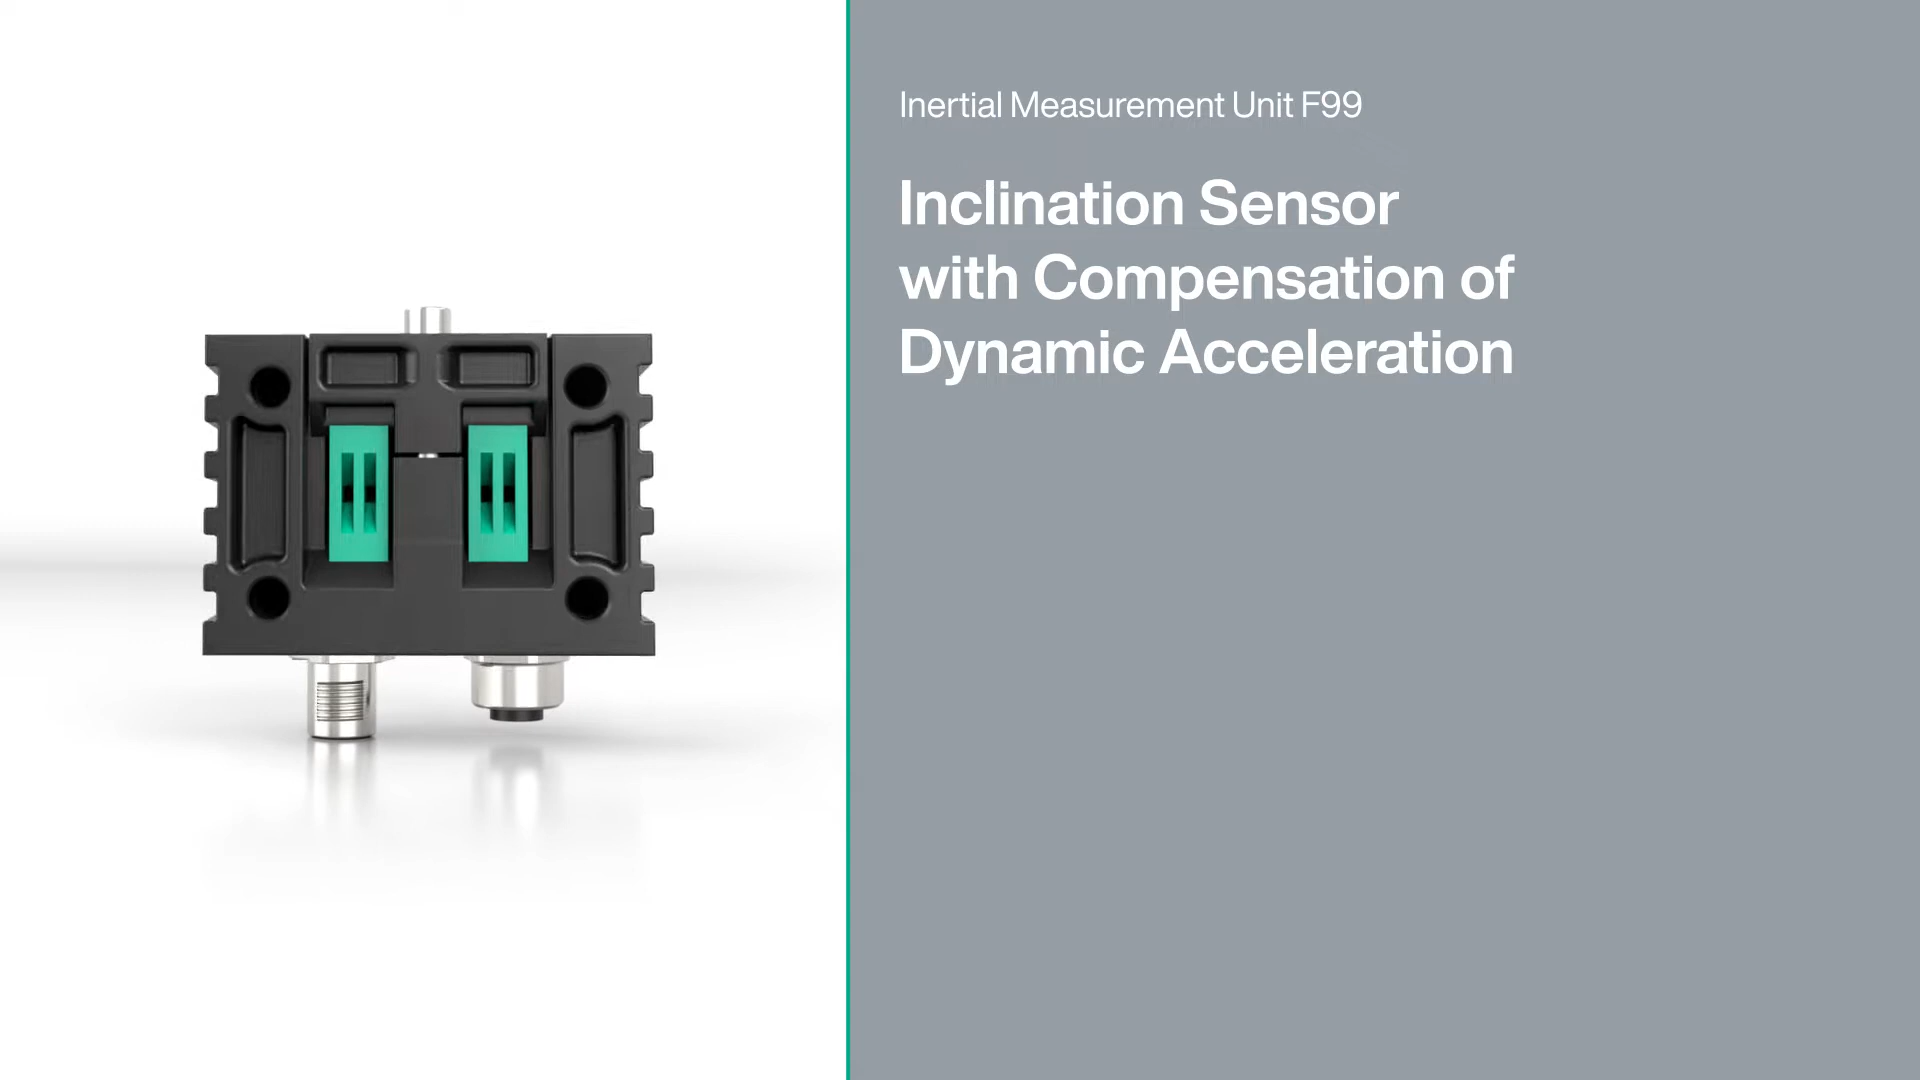 Inertial Measurement Unit F99
Inclination Sensor
with Compensation of
Dynamic Acceleration